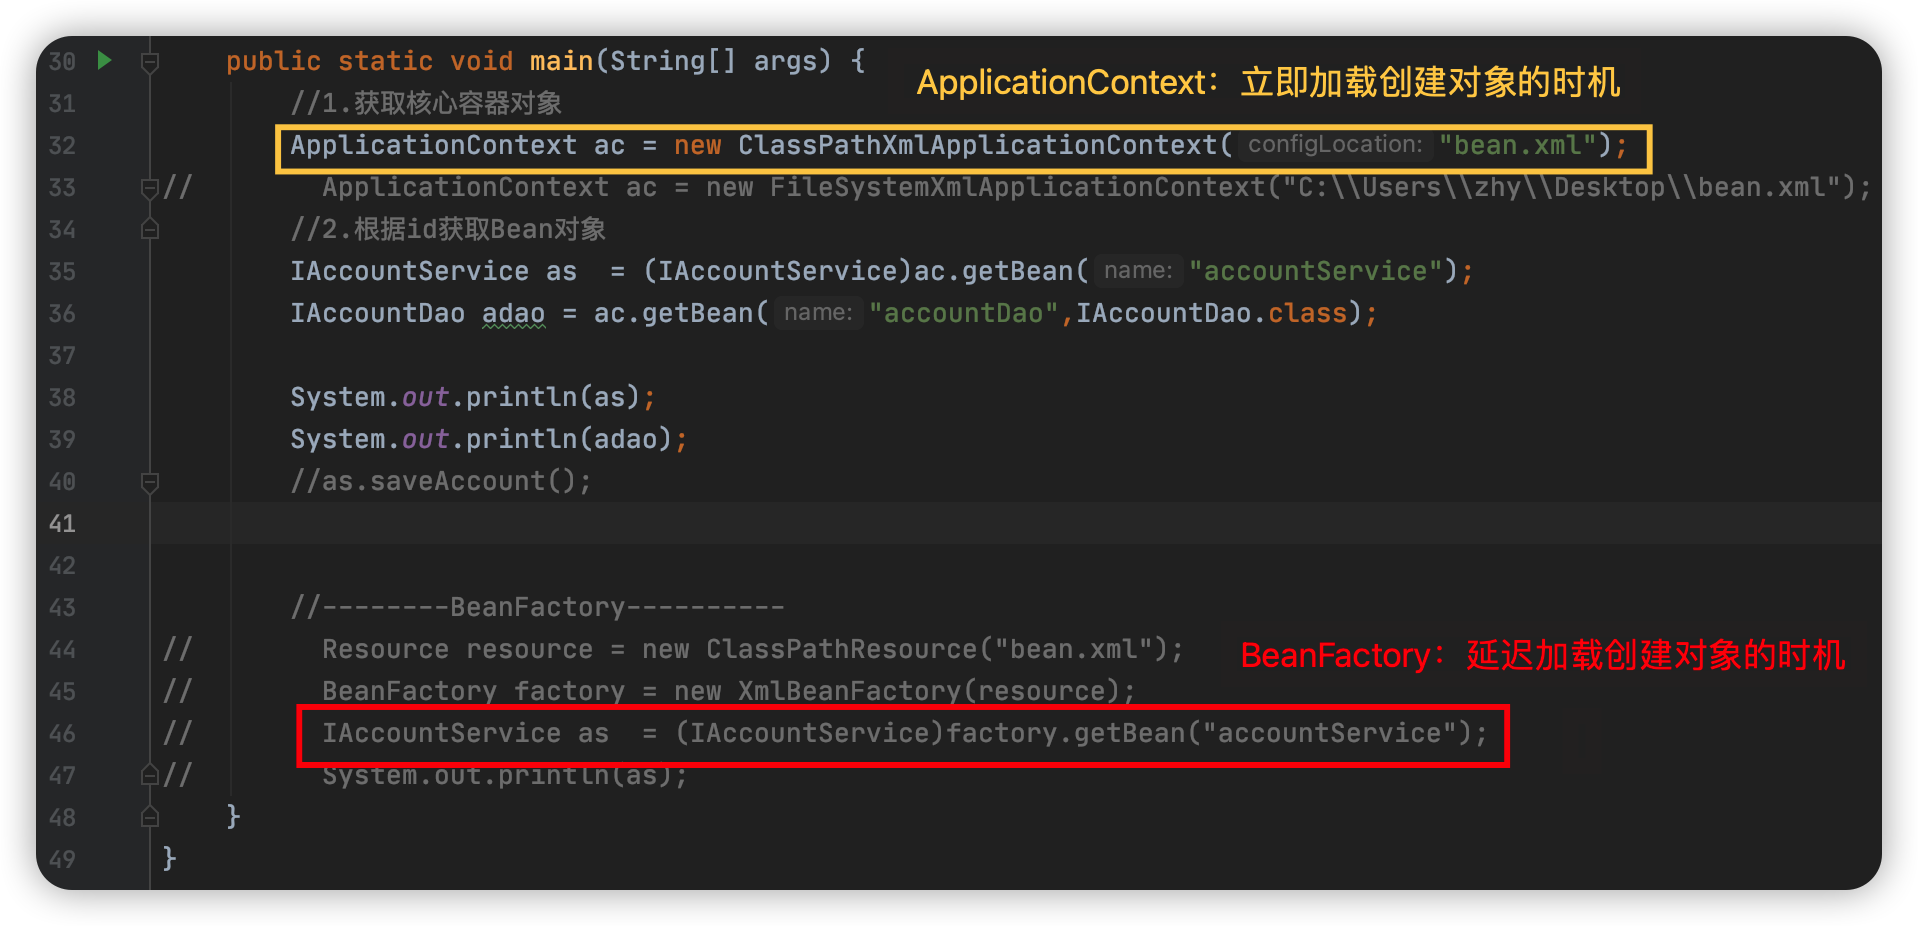 30 public static void main(String[] args) {
ApplicationContext：立即加载创建对象的时机
31 //1.获取核心容器对象
32 ApplicationContext ac = new ClassPathXmlApplicationContext( configLocation: "bean.xml");
33 // ApplicationContext ac = new FileSystemXmlApplicationContext("C:\\Users\\zhy\\Desktop\\bean.xml");
34 //2.根据id获取Bean对象
35 IAccountService as  = (IAccountService)ac.getBean( name: "accountService");
36 IAccountDao adao = ac.getBean( name: "accountDao",IAccountDao.class);
37
38 System.out.println(as);
39 System.out.println(adao);
40 //as.saveAccount();
41
42
43 //--------BeanFactory----------
44 // Resource resource = new ClassPathResource("bean.xml");
BeanFactory：延迟加载创建对象的时机
45 // BeanFactory factory = new XmlBeanFactory(resource);
46 // IAccountService as  = (IAccountService)factory.getBean("accountService");
47 // System.out.println(as);
48 }
49 }